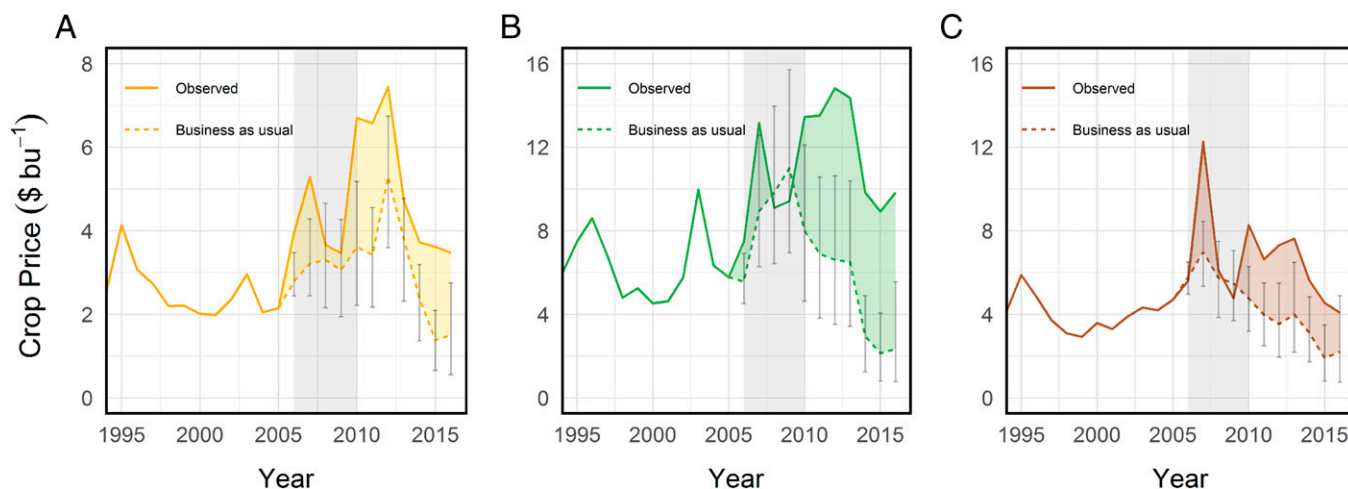 A
B
C
Crop Price ($ bu⁻¹)
8
6
4
2
0
Observed
Business as usual
1995 2000 2005 2010 2015
Year
16
12
8
4
0
Observed
Business as usual
1995 2000 2005 2010 2015
Year
16
12
8
4
0
Observed
Business as usual
1995 2000 2005 2010 2015
Year